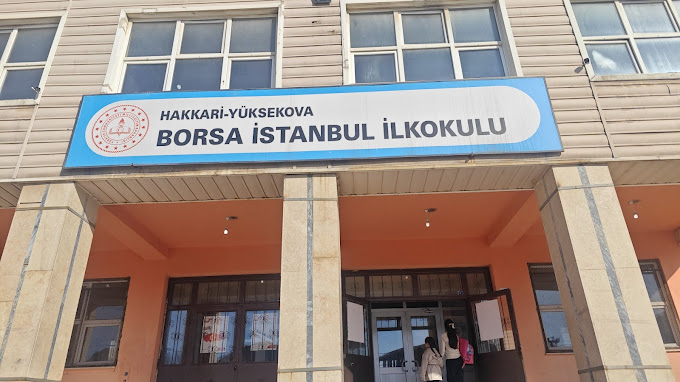 HAKKARİ-YÜKSEKOVA
BORSA İSTANBUL İLKOKULU